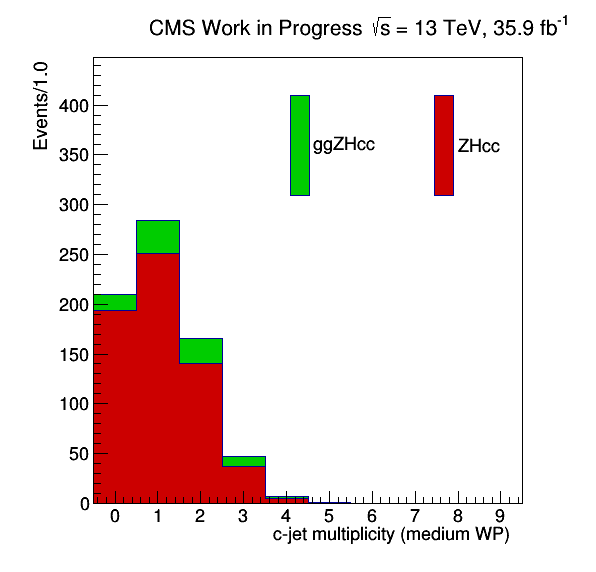 CMS Work in Progress √s = 13 TeV, 35.9 fb⁻¹
Events/1.0
400
350
300
250
200
150
100
50
0
ggZHcc
ZHcc
0 1 2 3 4 5 6 7 8 9
c-jet multiplicity (medium WP)